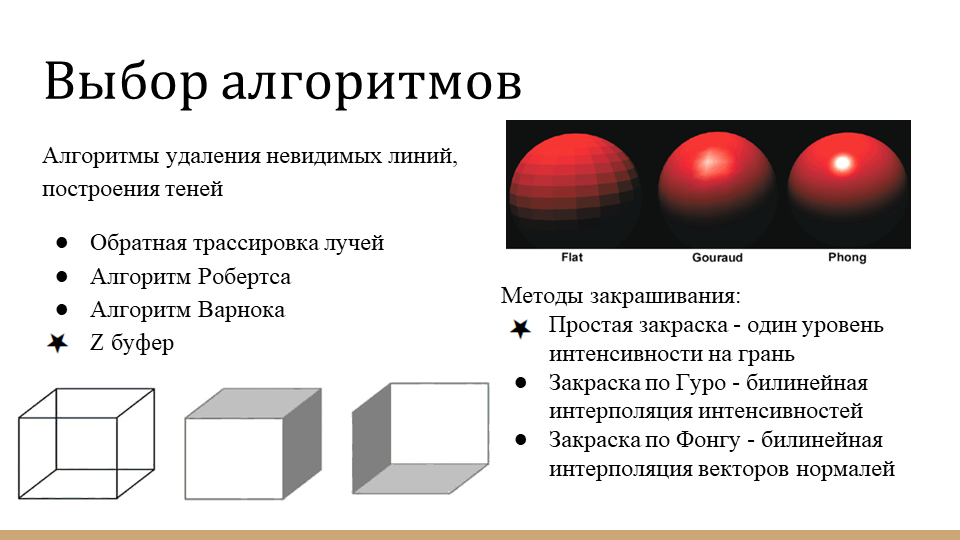 Выбор алгоритмов
Алгоритмы удаления невидимых линий,
построения теней
● Обратная трассировка лучей
● Алгоритм Робертса
● Алгоритм Варнока
★ Z буфер
Flat
Gouraud
Phong
Методы закрашивания:
★ Простая закраска - один уровень
интенсивности на грань
● Закраска по Гуро - билинейная
интерполяция интенсивностей
● Закраска по Фонгу - билинейная
интерполяция векторов нормалей